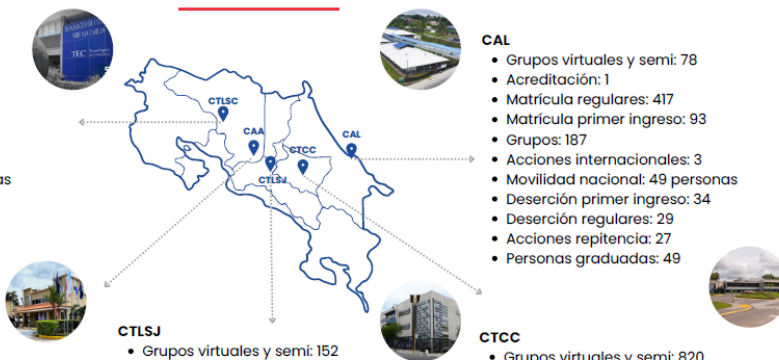 TEC
as
CTLSC
CAA
CAL
CTCC
CTLSJ
CAL
• Grupos virtuales y semi: 78
• Acreditación: 1
• Matrícula regulares: 417
• Matrícula primer ingreso: 93
• Grupos: 187
• Acciones internacionales: 3
• Movilidad nacional: 49 personas
• Deserción primer ingreso: 34
• Deserción regulares: 29
• Acciones repitencia: 27
• Personas graduadas: 49
CTLSJ
• Grupos virtuales y semi: 152
CTCC
• Grupos virtuales y semi: 820